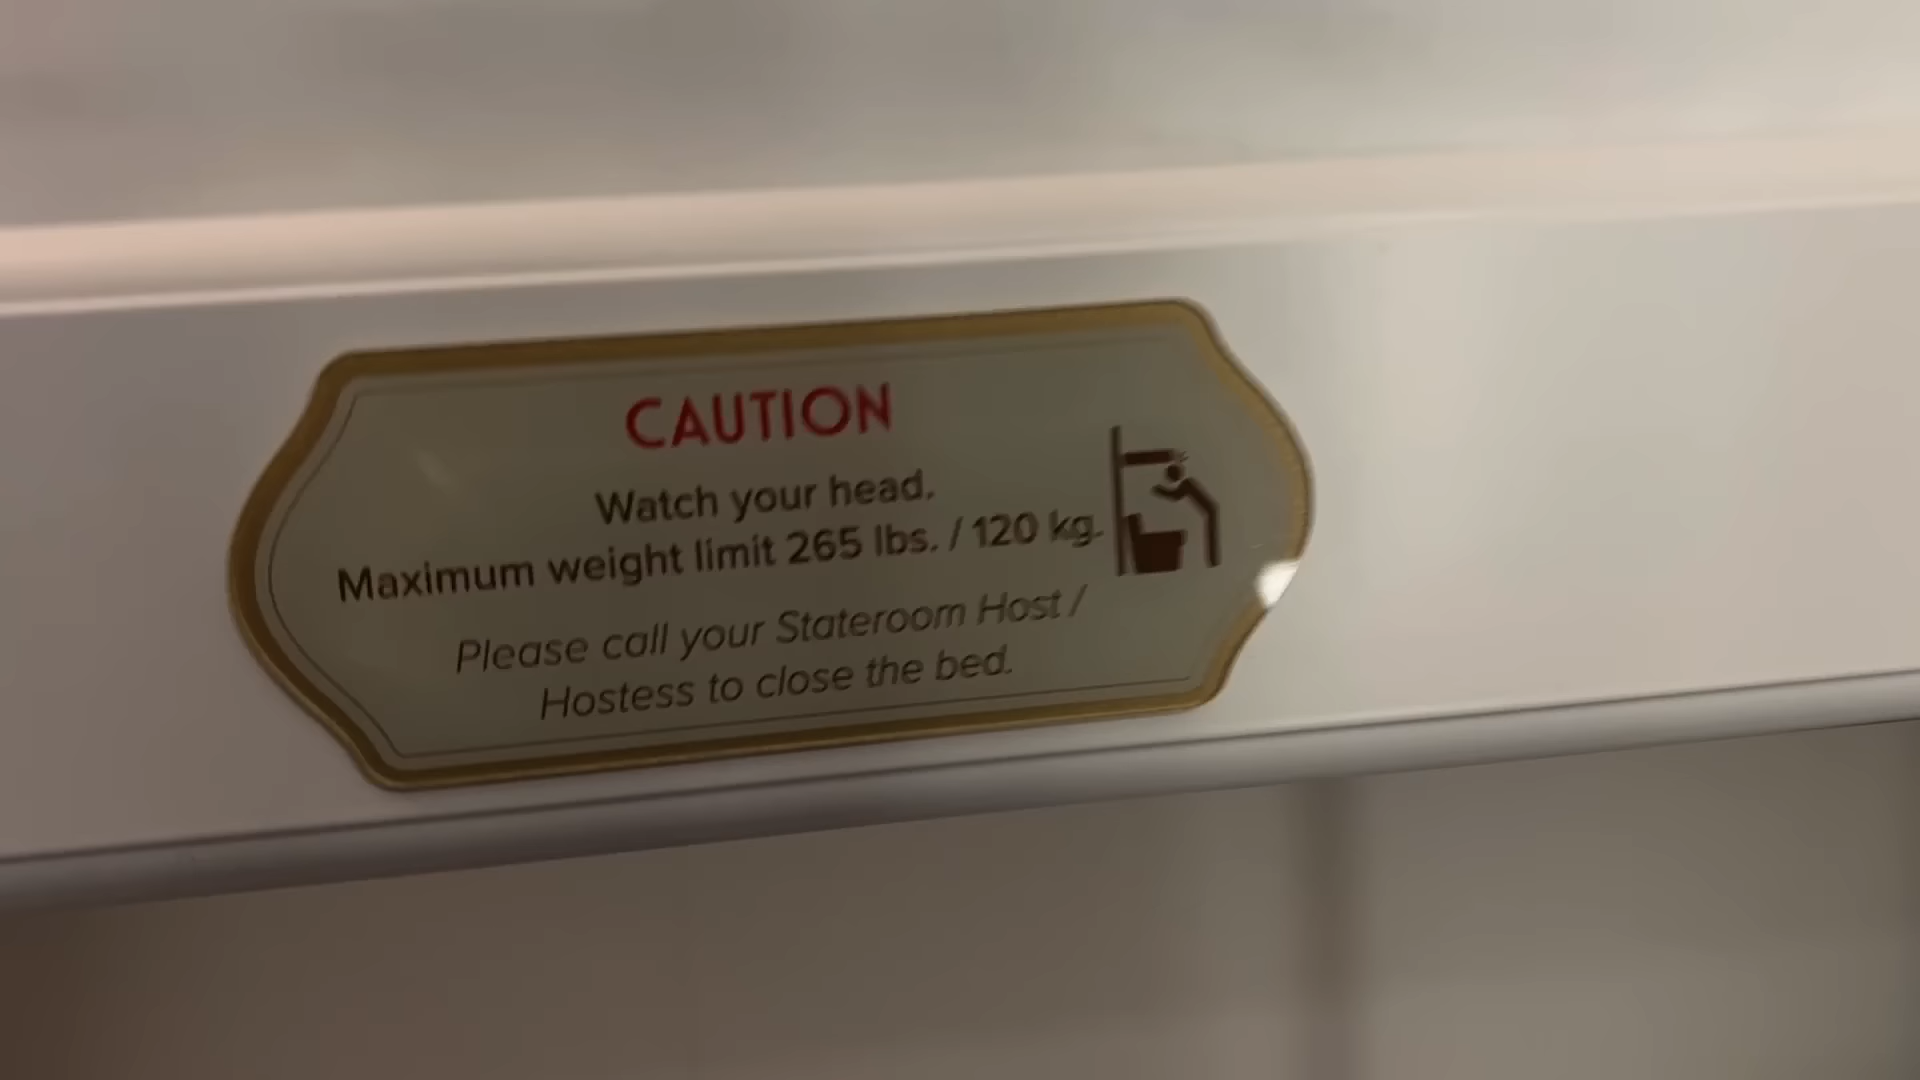 CAUTION
Watch your head.
Maximum weight limit 265 lbs. / 120 kg.
Please call your Stateroom Host /
Hostess to close the bed.